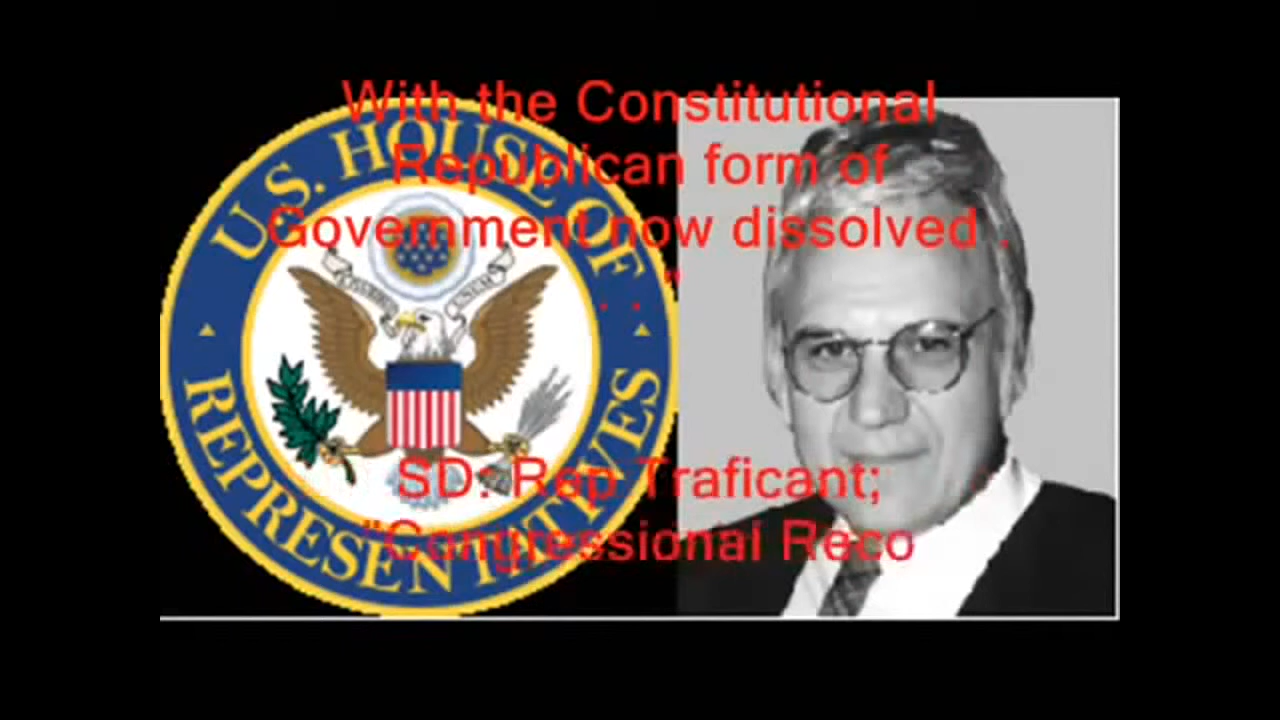 With the Constitutional
Republican form of
Government now dissolved .
. . "
SD: Rep Traficant;
"Congressional Reco
U.S. HOUSE OF
REPRESENTATIVES